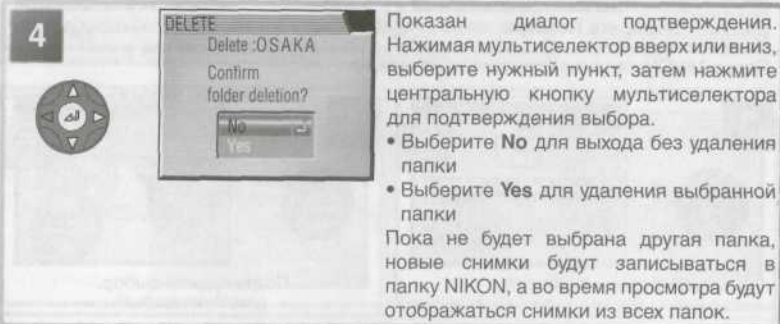 4
DELETE
Delete :OSAKA
Confirm
folder deletion?
No
Yes
Показан диалог подтверждения.
Нажимая мультиселектор вверх или вниз,
выберите нужный пункт, затем нажмите
центральную кнопку мультиселектора
для подтверждения выбора.
• Выберите No для выхода без удаления
папки
• Выберите Yes для удаления выбранной
папки
Пока не будет выбрана другая папка,
новые снимки будут записываться в
папку NIKON, а во время просмотра будут
отображаться снимки из всех папок.